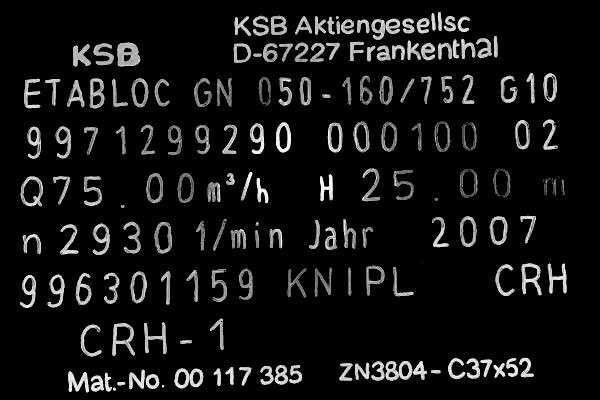 KSB Aktiengesellsc
KSB D-67227 Frankenthal
ETABLOC GN 050-160/752 G10
9971299290 000100 02
Q75.00m³/h H 25.00 m
n 2930 1/min Jahr 2007
996301159 KNIPL CRH
CRH-1
Mat.-No. 00 117 385 ZN3804-C37x52